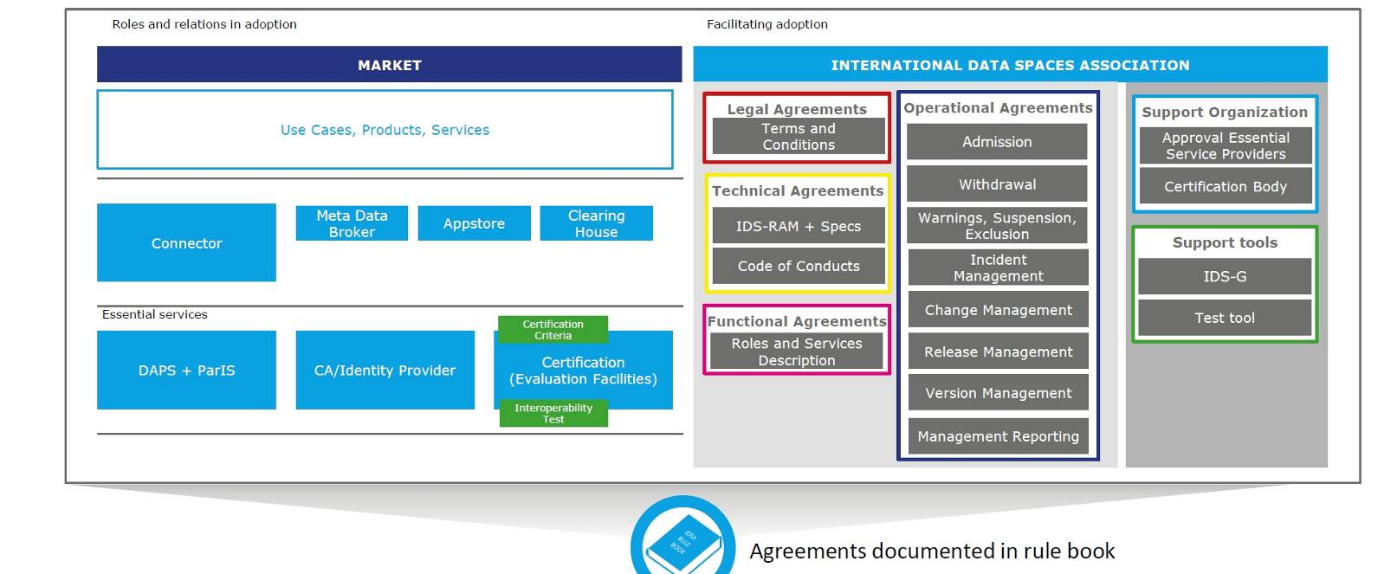 Roles and relations in adoption
MARKET
Use Cases, Products, Services
Connector
Meta Data
Broker
Appstore
Clearing
House
Essential services
DAPS + ParIS
CA/Identity Provider
Certification
Criteria
Certification
(Evaluation Facilities)
Interoperability
Test
Facilitating adoption
INTERNATIONAL DATA SPACES ASSOCIATION
Legal Agreements
Terms and
Conditions
Technical Agreements
IDS-RAM + Specs
Code of Conducts
Functional Agreements
Roles and Services
Description
Operational Agreements
Admission
Withdrawal
Warnings, Suspension,
Exclusion
Incident
Management
Change Management
Release Management
Version Management
Management Reporting
Support Organization
Approval Essential
Service Providers
Certification Body
Support tools
IDS-G
Test tool
IDSA
RULE
BOOK
Agreements documented in rule book